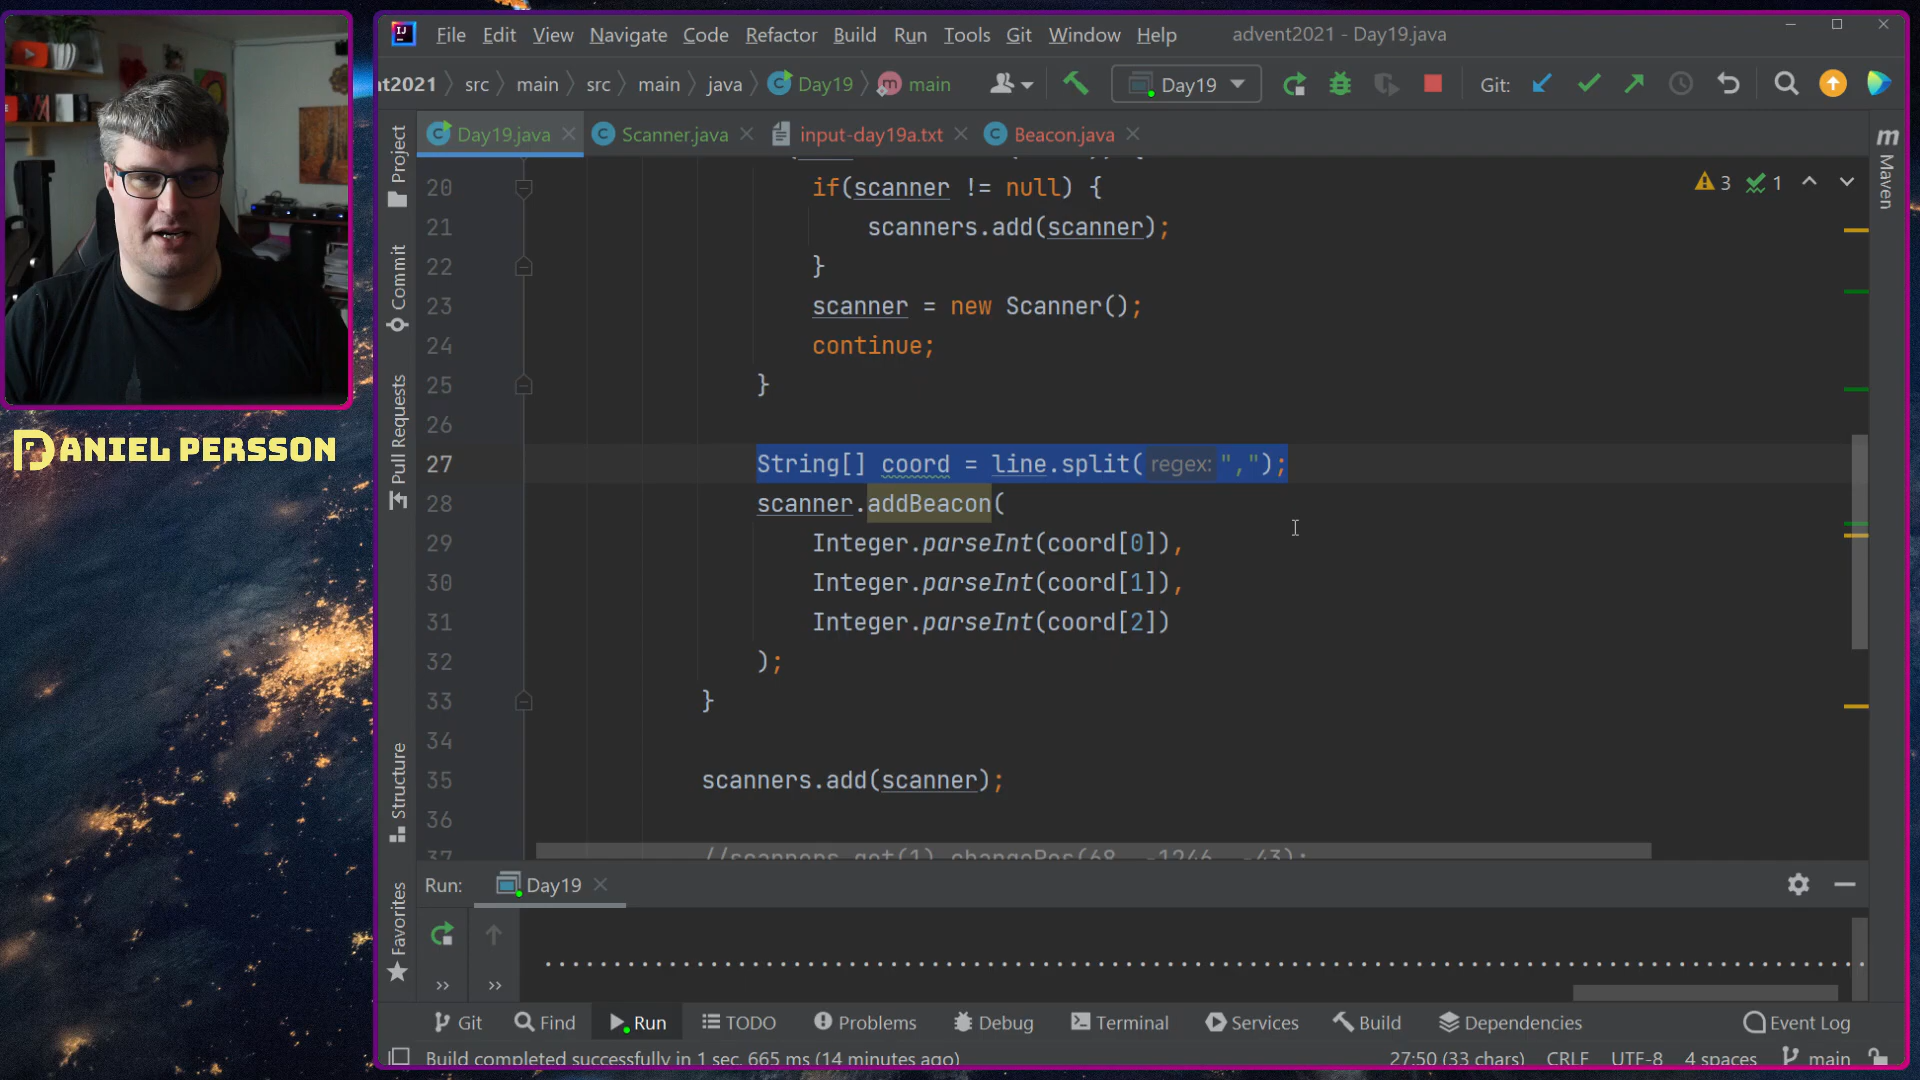 File Edit View Navigate Code Refactor Build Run Tools Git Window Help advent2021 - Day19.java
nt2021 src main src main java Day19 main Day19 Git:
Day19.java Scanner.java input-day19a.txt Beacon.java
3 1
20 if(scanner != null) {
21 scanners.add(scanner);
22 }
23 scanner = new Scanner();
24 continue;
25 }
26
27 String[] coord = line.split( regex: ",");
28 scanner.addBeacon(
29 Integer.parseInt(coord[0]),
30 Integer.parseInt(coord[1]),
31 Integer.parseInt(coord[2])
32 );
33 }
34
35 scanners.add(scanner);
36
37 //scanners.get(1).changePos(68, -1246, -43);
Project
Commit
Pull Requests
Structure
Favorites
Maven
DANIEL PERSSON
Run: Day19
................................................................................
Git Find Run TODO Problems Debug Terminal Services Build Dependencies Event Log
Build completed successfully in 1 sec, 665 ms (14 minutes ago) 27:50 (33 chars) CRLF UTF-8 4 spaces main